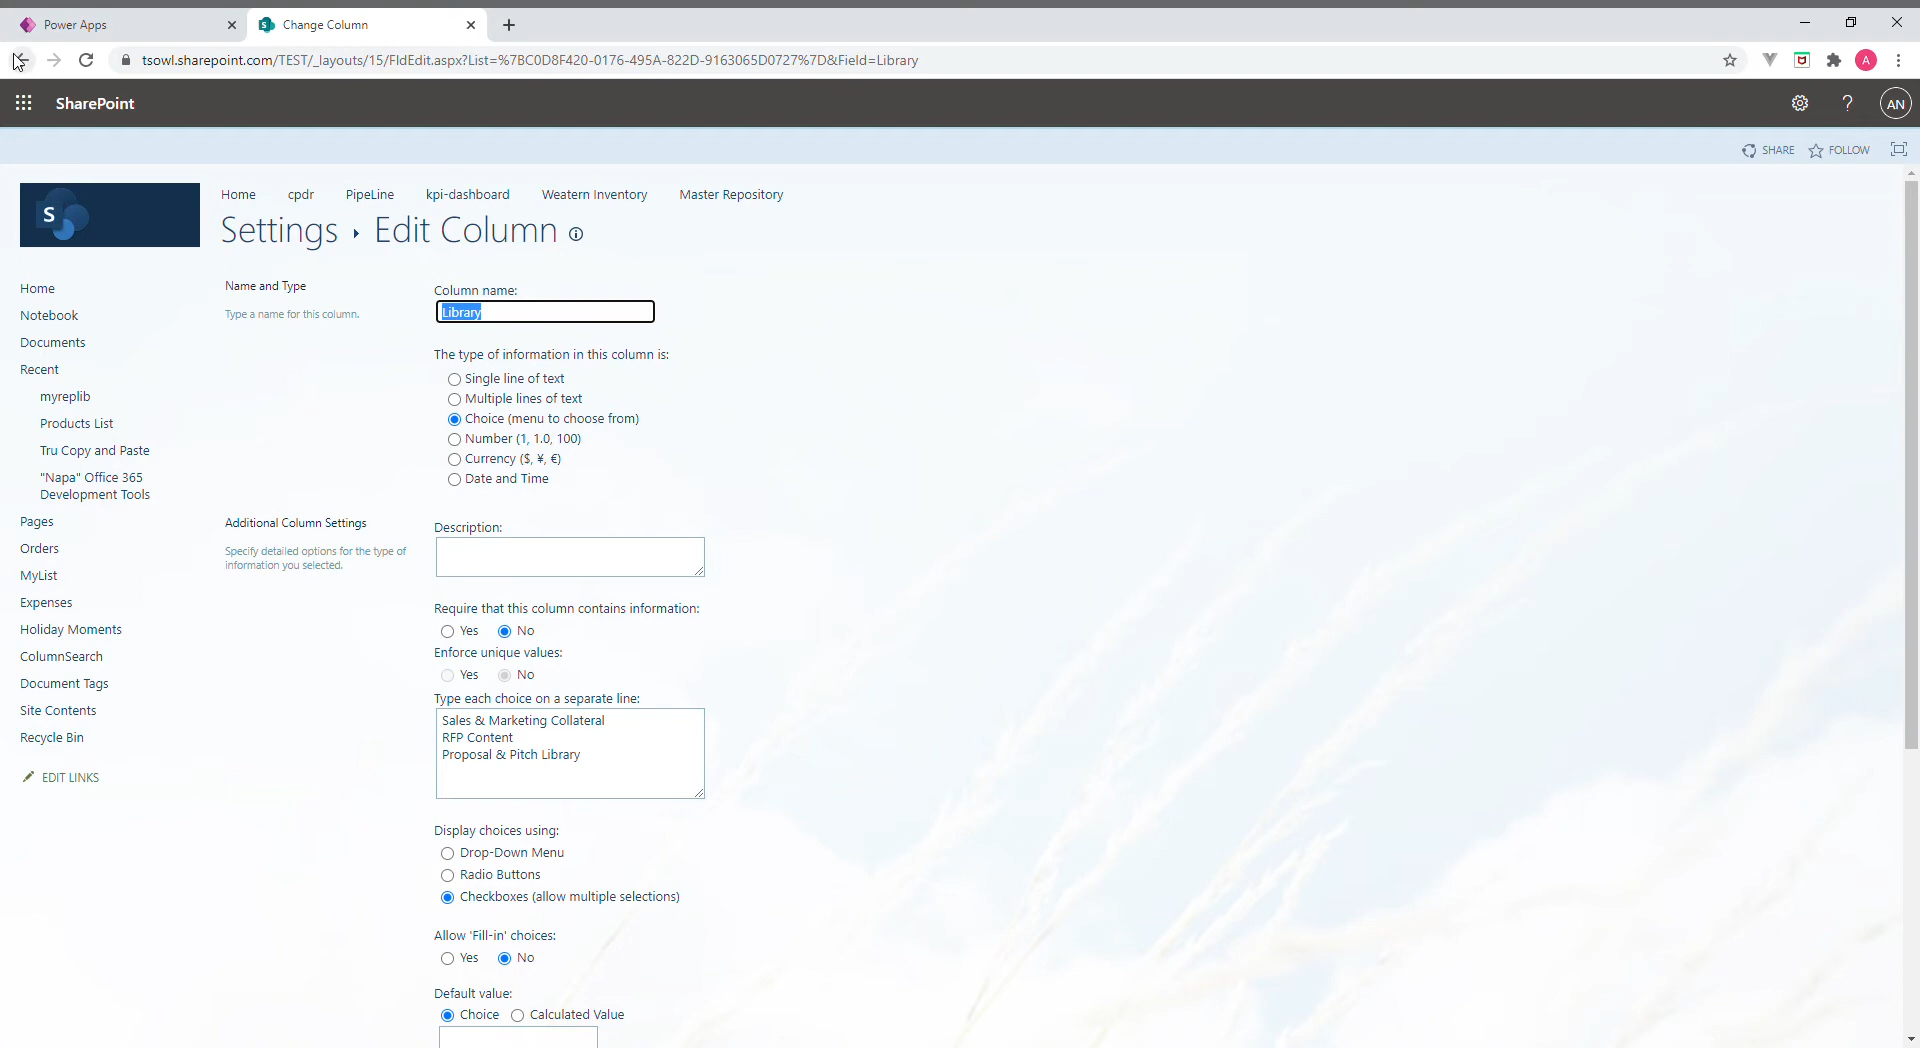 Power Apps
Change Column
tsowl.sharepoint.com/TEST/_layouts/15/FldEdit.aspx?List=%7BC0D8F420-0176-495A-822D-9163065D0727%7D&Field=Library
A
SharePoint
?
AN
SHARE
FOLLOW
S
Home
cpdr
PipeLine
kpi-dashboard
Weatern Inventory
Master Repository
Settings
Edit Column
Home
Notebook
Documents
Recent
myreplib
Products List
Tru Copy and Paste
"Napa" Office 365
Development Tools
Pages
Orders
MyList
Expenses
Holiday Moments
ColumnSearch
Document Tags
Site Contents
Recycle Bin
EDIT LINKS
Name and Type
Type a name for this column.
Column name:
Library
The type of information in this column is:
Single line of text
Multiple lines of text
Choice (menu to choose from)
Number (1, 1.0, 100)
Currency ($, ¥, €)
Date and Time
Additional Column Settings
Specify detailed options for the type of
information you selected.
Description:
Require that this column contains information:
Yes
No
Enforce unique values:
Yes
No
Type each choice on a separate line:
Sales & Marketing Collateral
RFP Content
Proposal & Pitch Library
Display choices using:
Drop-Down Menu
Radio Buttons
Checkboxes (allow multiple selections)
Allow 'Fill-in' choices:
Yes
No
Default value:
Choice
Calculated Value